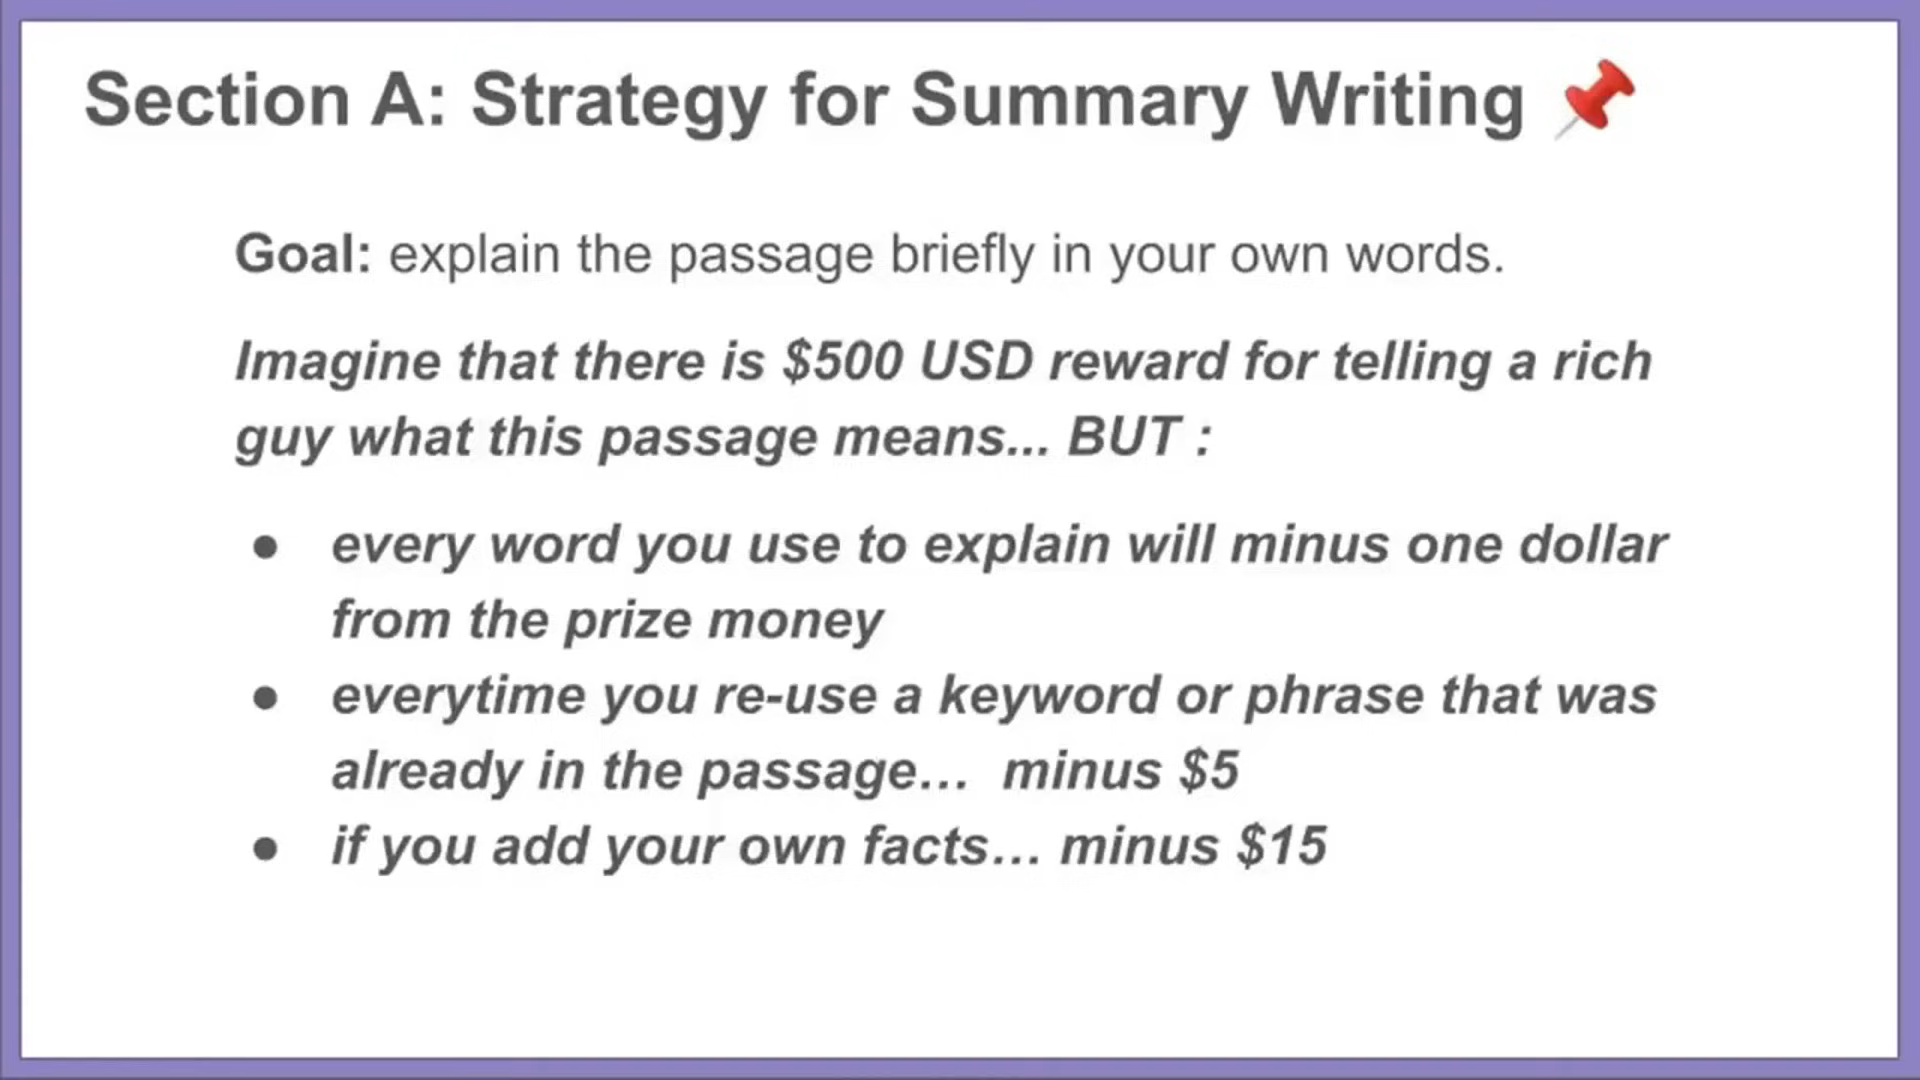 Section A: Strategy for Summary Writing 📌
Goal: explain the passage briefly in your own words.
Imagine that there is $500 USD reward for telling a rich
guy what this passage means... BUT :
● every word you use to explain will minus one dollar
from the prize money
● everytime you re-use a keyword or phrase that was
already in the passage… minus $5
● if you add your own facts… minus $15